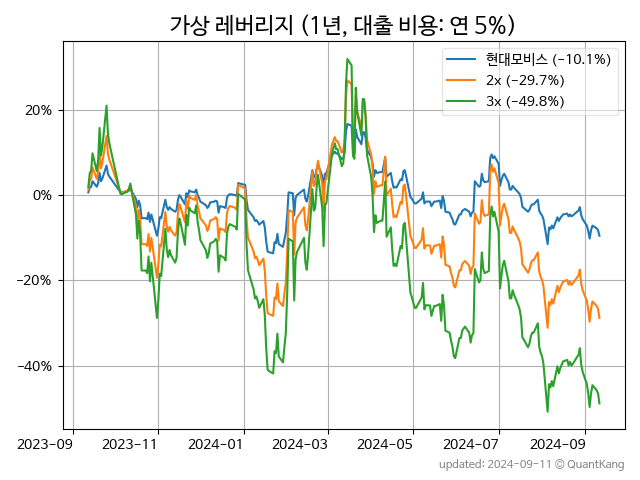 가상 레버리지 (1년, 대출 비용: 연 5%)
현대모비스 (−10.1%)
2x (−29.7%)
3x (−49.8%)
20%
0%
−20%
−40%
2023-09
2023-11
2024-01
2024-03
2024-05
2024-07
2024-09
updated: 2024-09-11 © QuantKang